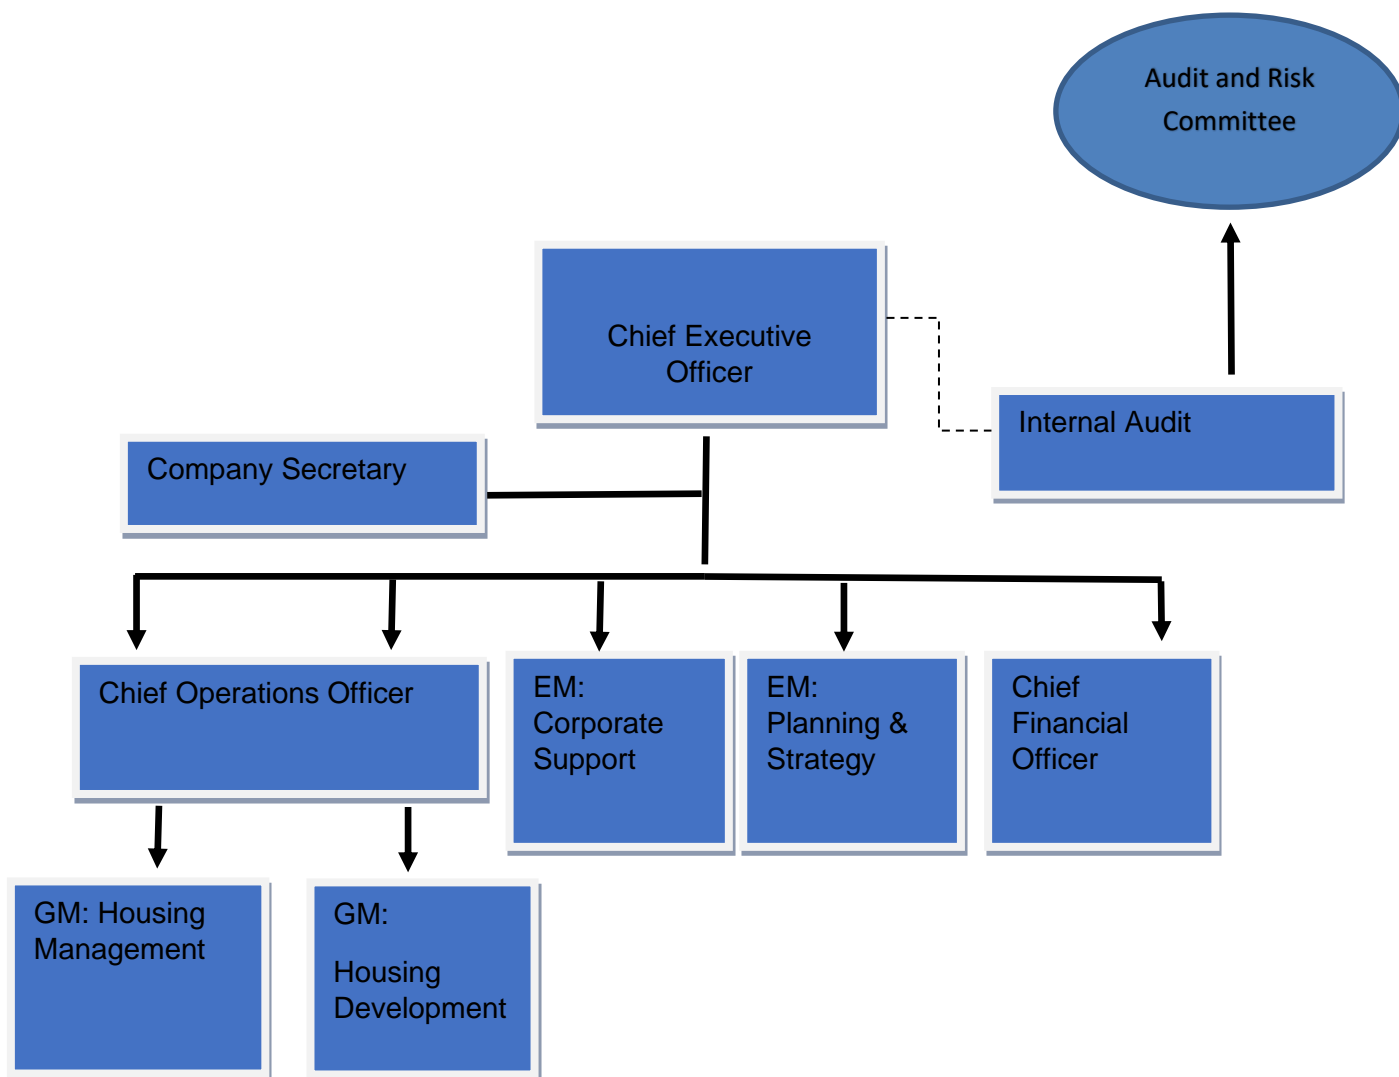 Audit and Risk
Committee
Chief Executive
Officer
Internal Audit
Company Secretary
Chief Operations Officer
EM:
Corporate
Support
EM:
Planning &
Strategy
Chief
Financial
Officer
GM: Housing
Management
GM:
Housing
Development